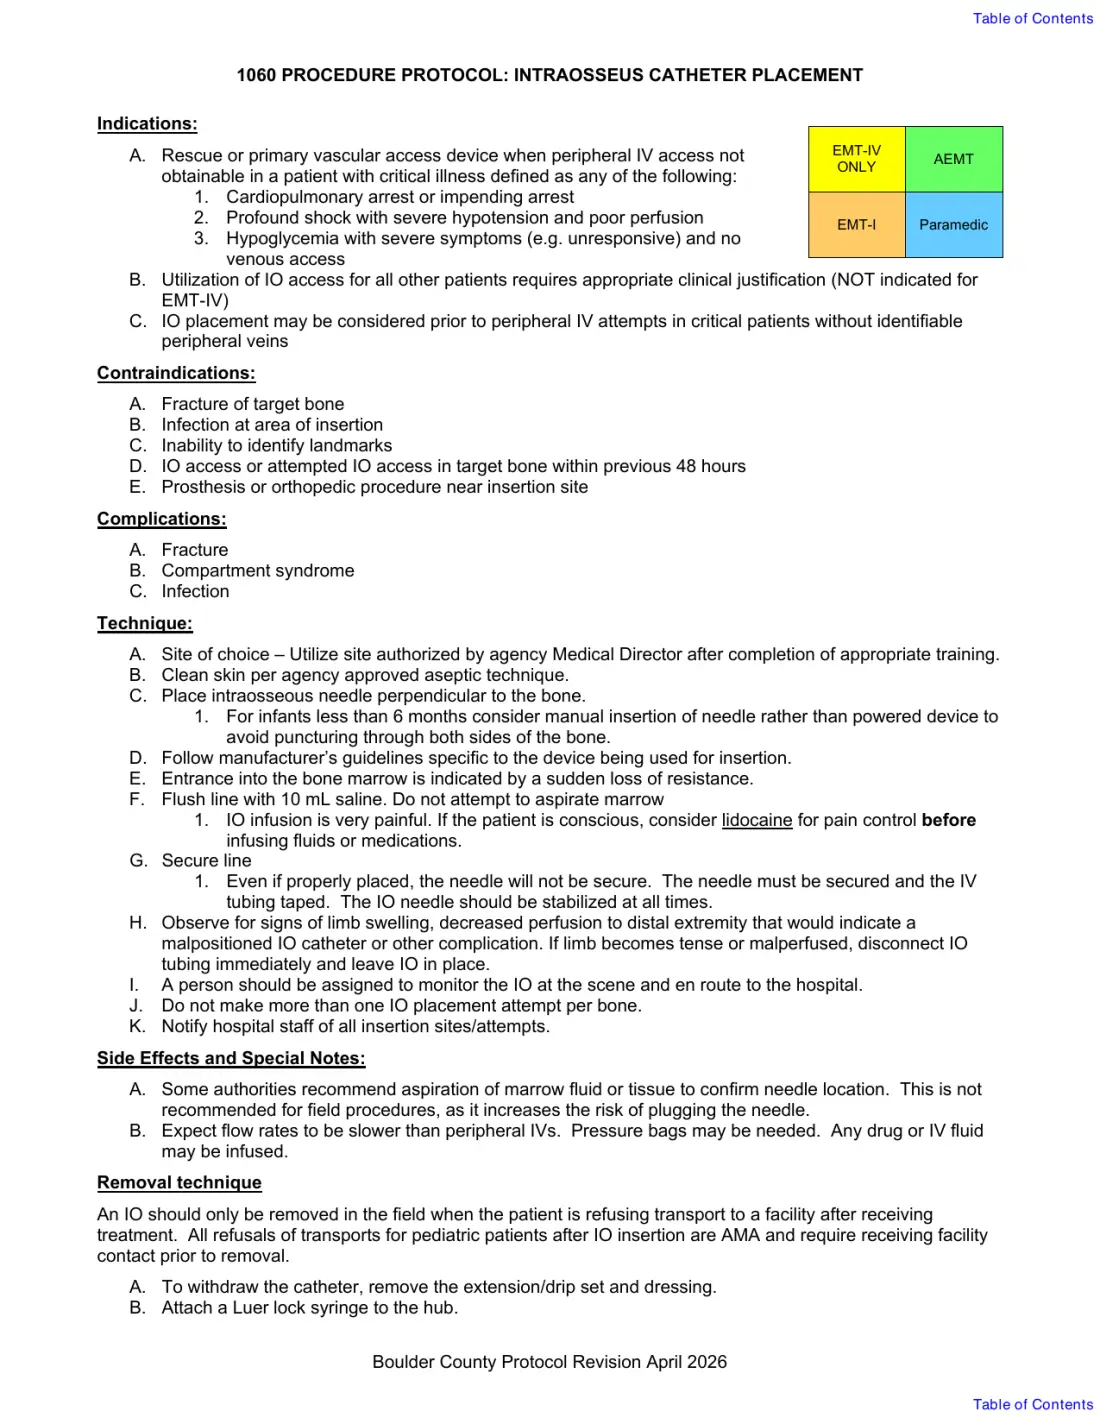 Table of Contents
1060 PROCEDURE PROTOCOL: INTRAOSSEUS CATHETER PLACEMENT
Indications:
A. Rescue or primary vascular access device when peripheral IV access not
obtainable in a patient with critical illness defined as any of the following:
1. Cardiopulmonary arrest or impending arrest
2. Profound shock with severe hypotension and poor perfusion
3. Hypoglycemia with severe symptoms (e.g. unresponsive) and no
venous access
EMT-IV
ONLY
AEMT
EMT-I
Paramedic
B. Utilization of IO access for all other patients requires appropriate clinical justification (NOT indicated for
EMT-IV)
C. IO placement may be considered prior to peripheral IV attempts in critical patients without identifiable
peripheral veins
Contraindications:
A. Fracture of target bone
B. Infection at area of insertion
C. Inability to identify landmarks
D. IO access or attempted IO access in target bone within previous 48 hours
E. Prosthesis or orthopedic procedure near insertion site
Complications:
A. Fracture
B. Compartment syndrome
C. Infection
Technique:
A. Site of choice – Utilize site authorized by agency Medical Director after completion of appropriate training.
B. Clean skin per agency approved aseptic technique.
C. Place intraosseous needle perpendicular to the bone.
1. For infants less than 6 months consider manual insertion of needle rather than powered device to
avoid puncturing through both sides of the bone.
D. Follow manufacturer’s guidelines specific to the device being used for insertion.
E. Entrance into the bone marrow is indicated by a sudden loss of resistance.
F. Flush line with 10 mL saline. Do not attempt to aspirate marrow
1. IO infusion is very painful. If the patient is conscious, consider lidocaine for pain control before
infusing fluids or medications.
G. Secure line
1. Even if properly placed, the needle will not be secure. The needle must be secured and the IV
tubing taped. The IO needle should be stabilized at all times.
H. Observe for signs of limb swelling, decreased perfusion to distal extremity that would indicate a
malpositioned IO catheter or other complication. If limb becomes tense or malperfused, disconnect IO
tubing immediately and leave IO in place.
I. A person should be assigned to monitor the IO at the scene and en route to the hospital.
J. Do not make more than one IO placement attempt per bone.
K. Notify hospital staff of all insertion sites/attempts.
Side Effects and Special Notes:
A. Some authorities recommend aspiration of marrow fluid or tissue to confirm needle location. This is not
recommended for field procedures, as it increases the risk of plugging the needle.
B. Expect flow rates to be slower than peripheral IVs. Pressure bags may be needed. Any drug or IV fluid
may be infused.
Removal technique
An IO should only be removed in the field when the patient is refusing transport to a facility after receiving
treatment. All refusals of transports for pediatric patients after IO insertion are AMA and require receiving facility
contact prior to removal.
A. To withdraw the catheter, remove the extension/drip set and dressing.
B. Attach a Luer lock syringe to the hub.
Boulder County Protocol Revision April 2026
Table of Contents